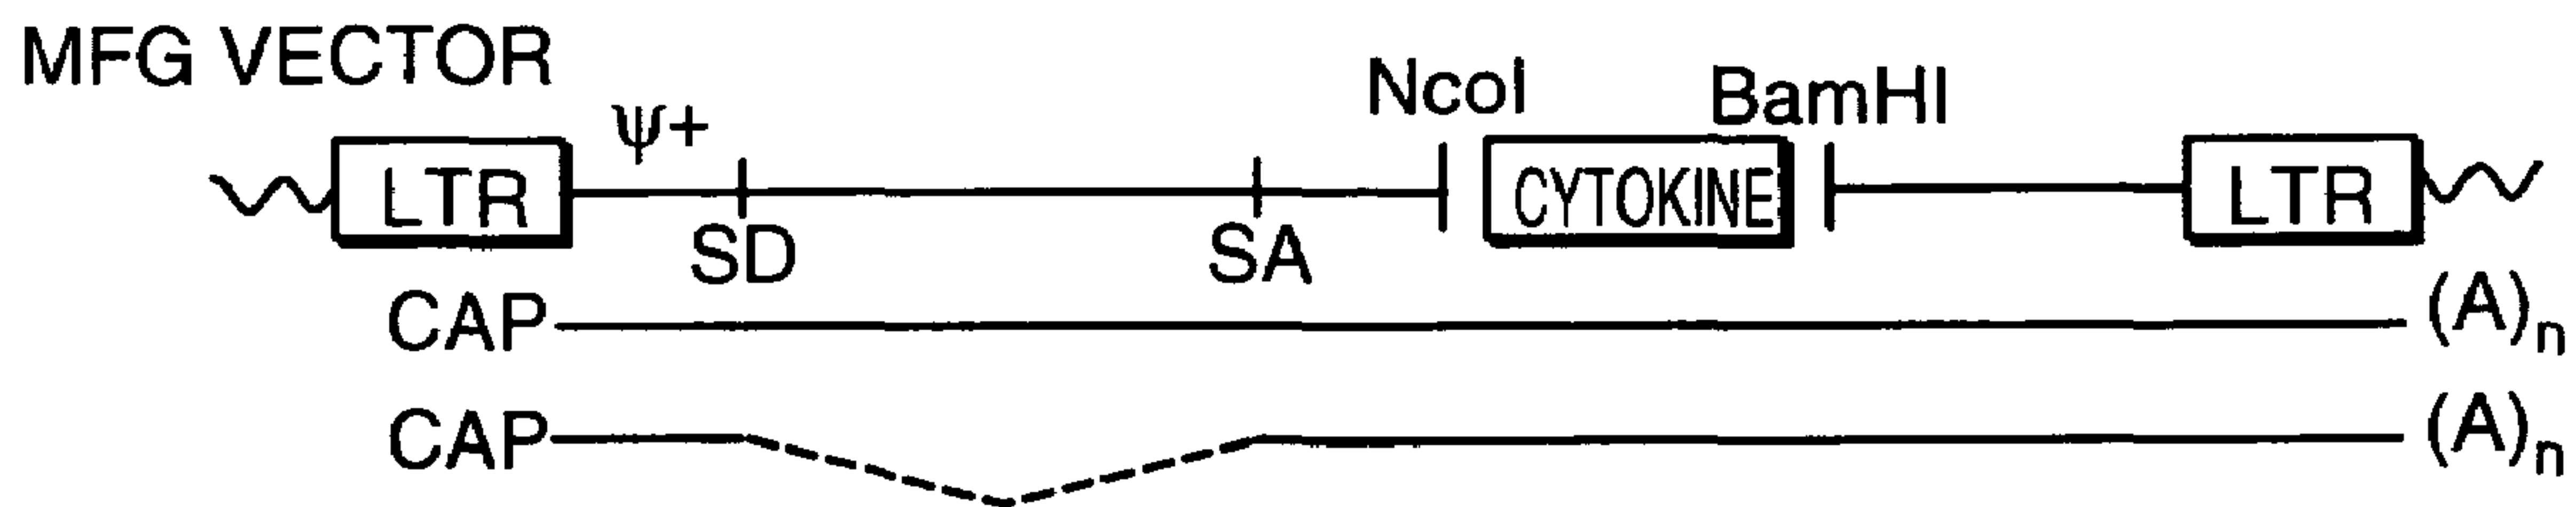 MFG VECTOR
ψ+
NcoI
BamHI
LTR
CYTOKINE
LTR
SD
SA
CAP (A)n
CAP (A)n